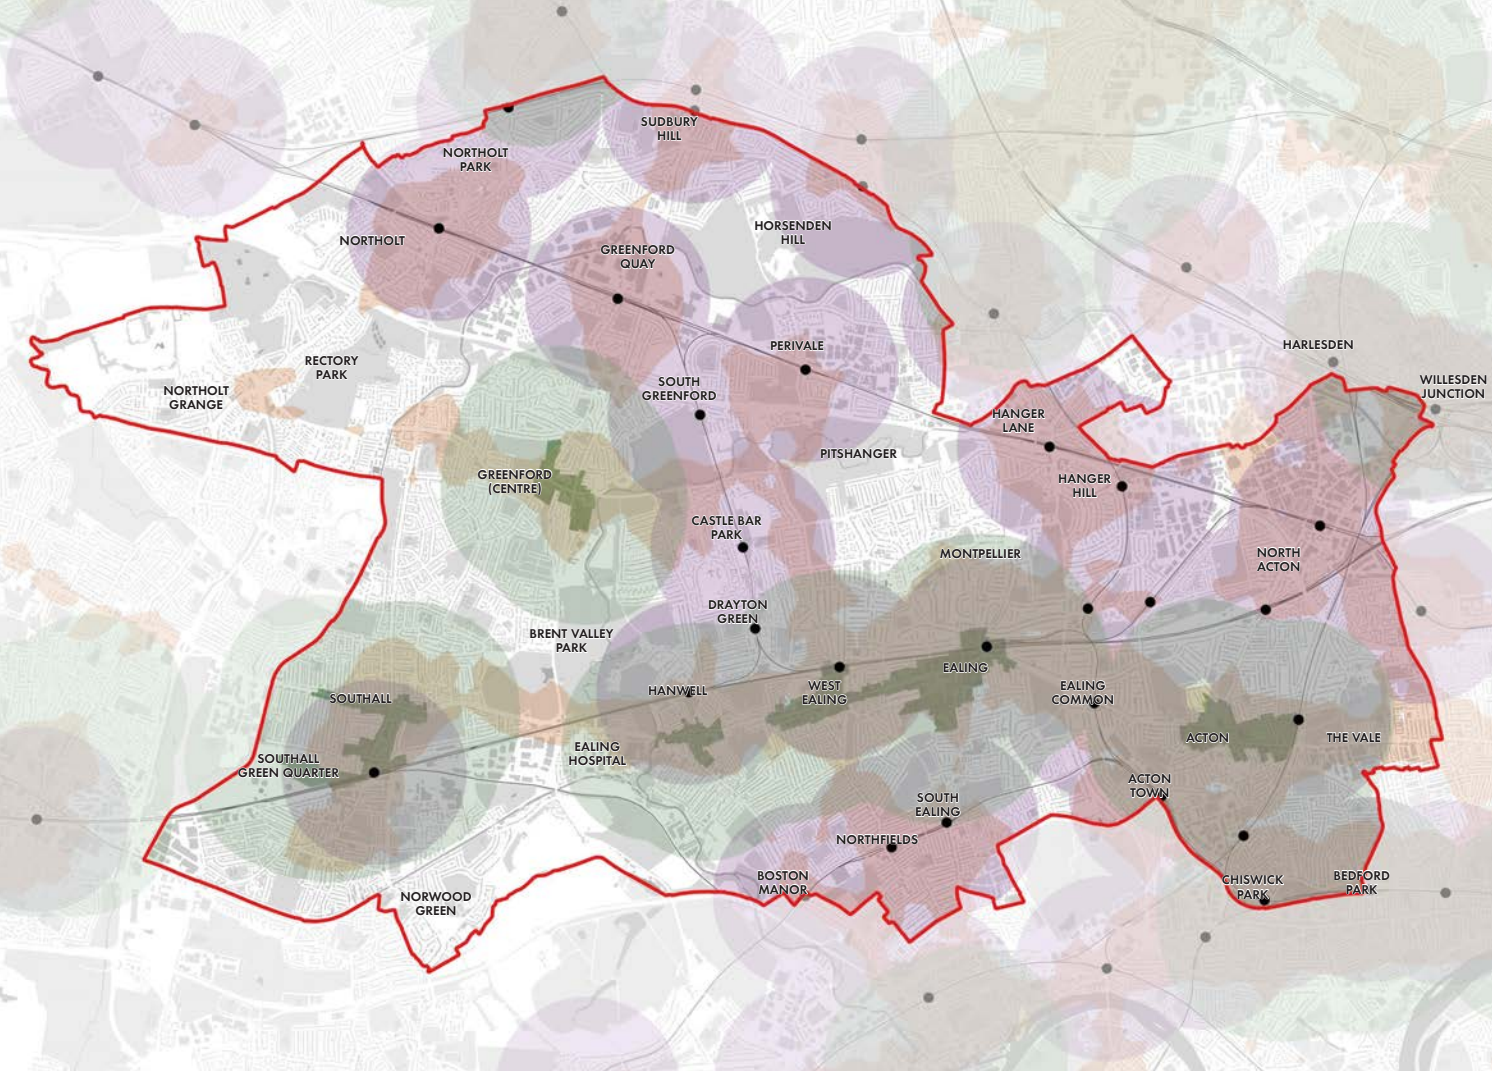 SUDBURY
HILL
NORTHOLT
PARK
HORSENDEN
HILL
NORTHOLT
GREENFORD
QUAY
HARLESDEN
PERIVALE
RECTORY
PARK
WILLESDEN
JUNCTION
SOUTH
GREENFORD
NORTHOLT
GRANGE
HANGER
LANE
PITSHANGER
GREENFORD
(CENTRE)
HANGER
HILL
CASTLE BAR
PARK
MONTPELLIER
NORTH
ACTON
DRAYTON
GREEN
BRENT VALLEY
PARK
EALING
HANWELL
WEST
EALING
EALING
COMMON
SOUTHALL
ACTON
THE VALE
EALING
HOSPITAL
SOUTHALL
GREEN QUARTER
ACTON
TOWN
SOUTH
EALING
NORTHFIELDS
BOSTON
MANOR
CHISWICK
PARK
BEDFORD
PARK
NORWOOD
GREEN